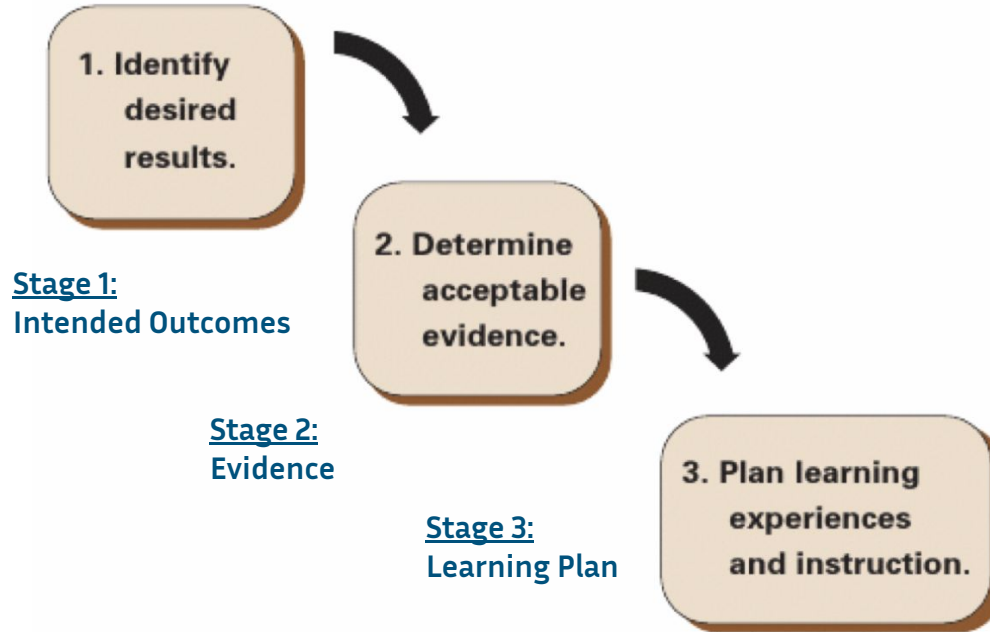 1. Identify
desired
results.
Stage 1:
Intended Outcomes
2. Determine
acceptable
evidence.
Stage 2:
Evidence
3. Plan learning
experiences
and instruction.
Stage 3:
Learning Plan